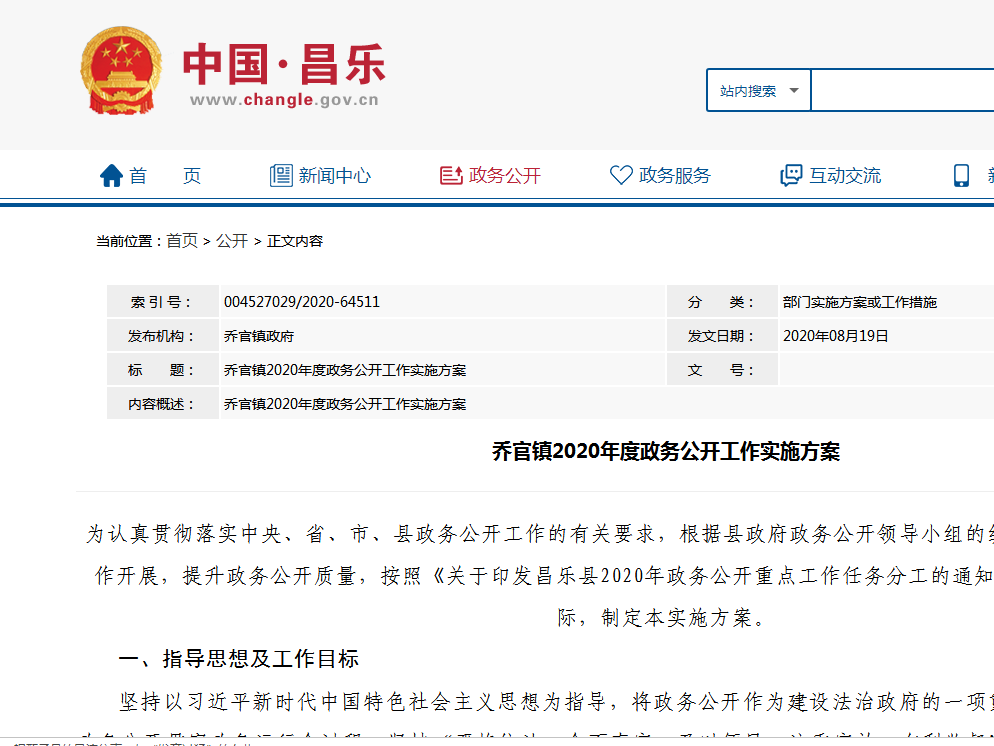 中国·昌乐
www.changle.gov.cn
站内搜索
首 页 新闻中心 政务公开 政务服务 互动交流
当前位置：首页 > 公开 > 正文内容
索引号： 004527029/2020-64511 分 类： 部门实施方案或工作措施
发布机构： 乔官镇政府 发文日期： 2020年08月19日
标 题： 乔官镇2020年度政务公开工作实施方案 文 号：
内容概述： 乔官镇2020年度政务公开工作实施方案
乔官镇2020年度政务公开工作实施方案
为认真贯彻落实中央、省、市、县政务公开工作的有关要求，根据县政府政务公开领导小组的
作开展，提升政务公开质量，按照《关于印发昌乐县2020年政务公开重点工作任务分工的通知
际，制定本实施方案。
一、指导思想及工作目标
坚持以习近平新时代中国特色社会主义思想为指导，将政务公开作为建设法治政府的一项